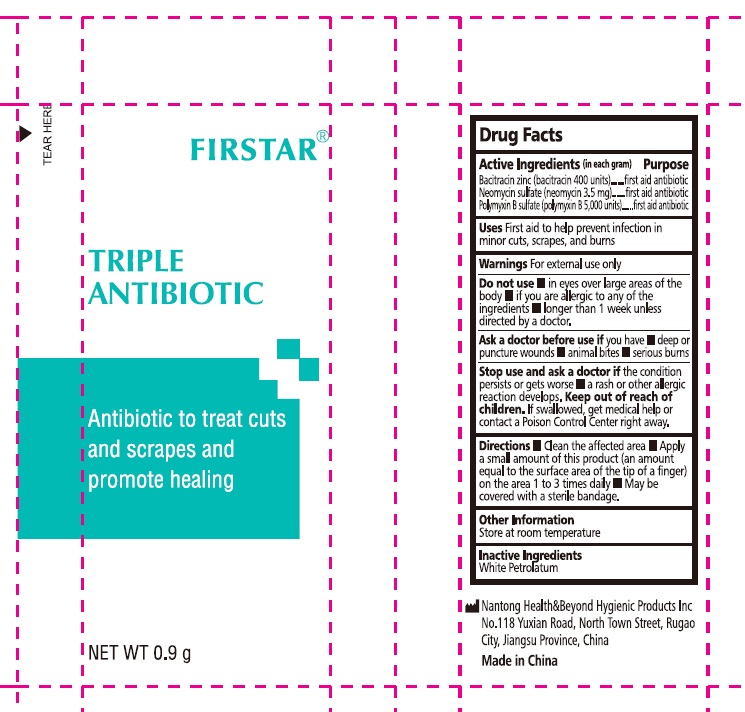 TEAR HERE
FIRSTAR®
TRIPLE
ANTIBIOTIC
Antibiotic to treat cuts
and scrapes and
promote healing
NET WT 0.9 g
Drug Facts
Active Ingredients (in each gram) Purpose
Bacitracin zinc (bacitracin 400 units)....first aid antibiotic
Neomycin sulfate (neomycin 3.5 mg)....first aid antibiotic
Polymyxin B sulfate (polymyxin B 5,000 units)....first aid antibiotic
Uses First aid to help prevent infection in
minor cuts, scrapes, and burns
Warnings For external use only
Do not use ■ in eyes over large areas of the
body ■ if you are allergic to any of the
ingredients ■ longer than 1 week unless
directed by a doctor.
Ask a doctor before use if you have ■ deep or
puncture wounds ■ animal bites ■ serious burns
Stop use and ask a doctor if the condition
persists or gets worse ■ a rash or other allergic
reaction develops. Keep out of reach of
children. If swallowed, get medical help or
contact a Poison Control Center right away.
Directions ■ Clean the affected area ■ Apply
a small amount of this product (an amount
equal to the surface area of the tip of a finger)
on the area 1 to 3 times daily ■ May be
covered with a sterile bandage.
Other Information
Store at room temperature
Inactive Ingredients
White Petrolatum
Nantong Health&Beyond Hygienic Products Inc
No.118 Yuxian Road, North Town Street, Rugao
City, Jiangsu Province, China
Made in China